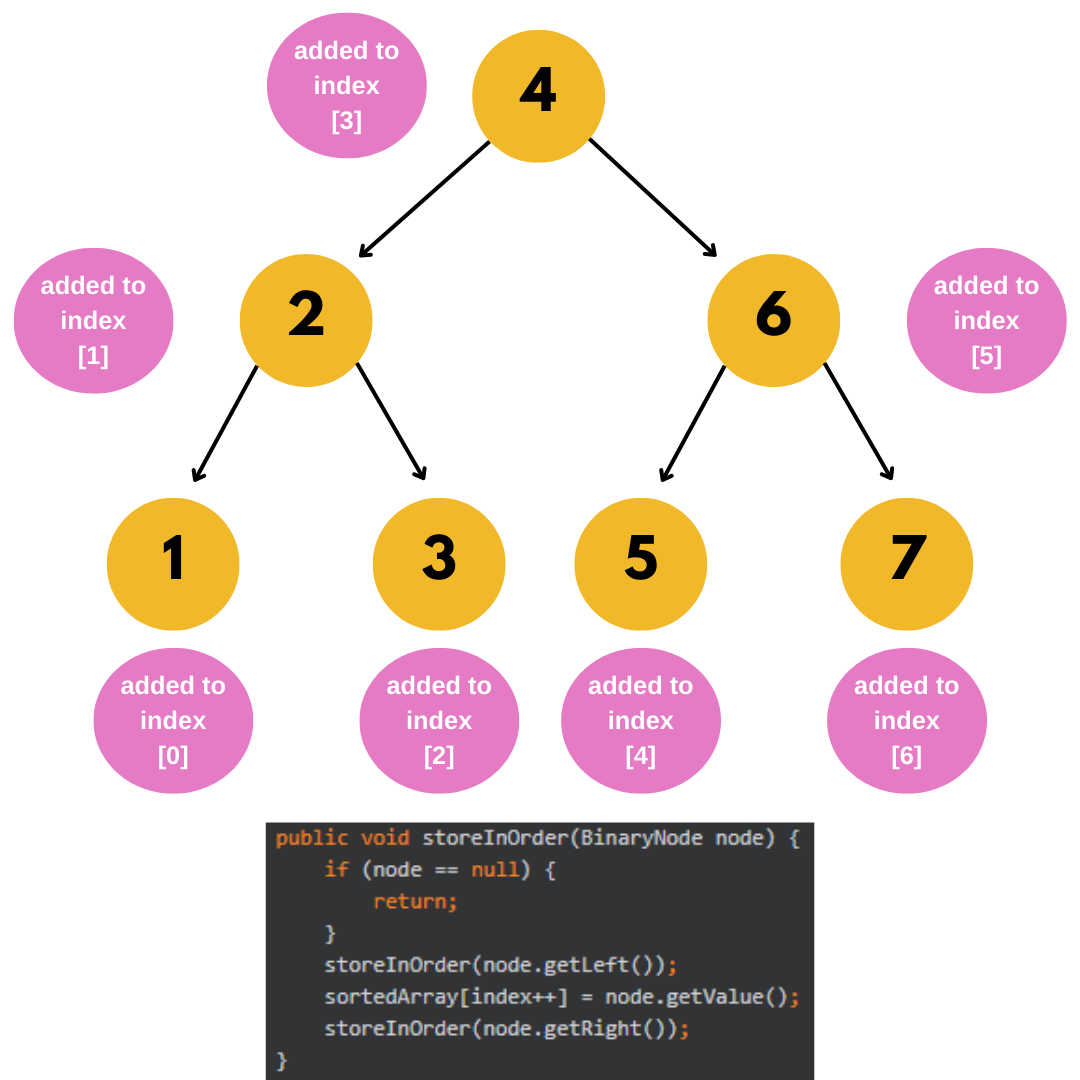 added to
index
[3]
4
added to
index
[1]
2
6
added to
index
[5]
1
3
5
7
added to
index
[0]
added to
index
[2]
added to
index
[4]
added to
index
[6]
public void storeInOrder(BinaryNode node) {
    if (node == null) {
        return;
    }
    storeInOrder(node.getLeft());
    sortedArray[index++] = node.getValue();
    storeInOrder(node.getRight());
}